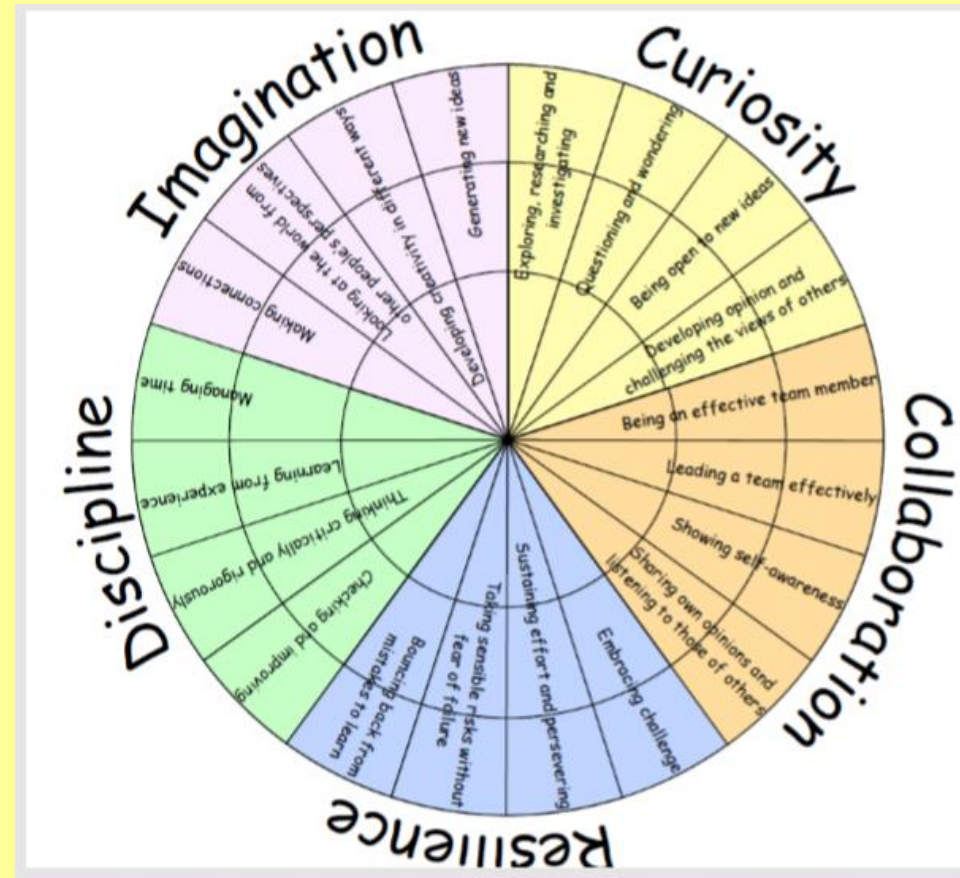 Curiosity
Exploring, researching and
investigating
Questioning and wondering
Being open to new ideas
Developing opinion and
challenging the views of others
Collaboration
Being an effective team member
Leading a team effectively
Showing self-awareness
Sharing own opinions and
listening to those of others
Resilience
Embracing challenge
Sustaining effort and persevering
Taking sensible risks without
fear of failure
Bouncing back from
mistakes to learn
Discipline
Checking and improving
Thinking critically and rigorously
Learning from experience
Managing time
Imagination
Making connections
Looking at the world from
other people's perspectives
Developing creativity in different ways
Generating new ideas